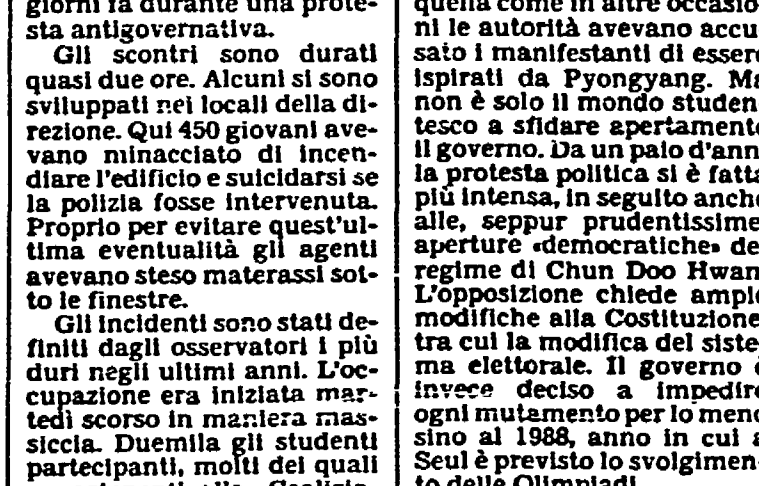 giorni fa durante una prote-
sta antigovernativa.
Gli scontri sono durati
quasi due ore. Alcuni si sono
sviluppati nei locali della di-
rezione. Qui 450 giovani ave-
vano minacciato di incen-
diare l'edificio e suicidarsi se
la polizia fosse intervenuta.
Proprio per evitare quest'ul-
tima eventualità gli agenti
avevano steso materassi sot-
to le finestre.
Gli incidenti sono stati de-
finiti dagli osservatori i più
duri negli ultimi anni. L'oc-
cupazione era iniziata mar-
tedì scorso in maniera mas-
siccia. Duemila gli studenti
partecipanti, molti dei quali
quella come in altre occasio-
ni le autorità avevano accu
sato i manifestanti di essere
ispirati da Pyongyang. Ma
non è solo il mondo studen
tesco a sfidare apertamente
il governo. Da un paio d'ann
la protesta politica si è fatta
più intensa, in seguito anche
alle, seppur prudentissime
aperture «democratiche» de
regime di Chun Doo Hwan
L'opposizione chiede ampie
modifiche alla Costituzione
tra cui la modifica del siste
ma elettorale. Il governo è
invece deciso a impedire
ogni mutamento per lo meno
sino al 1988, anno in cui a
Seul è previsto lo svolgimen-
to delle Olimpiadi